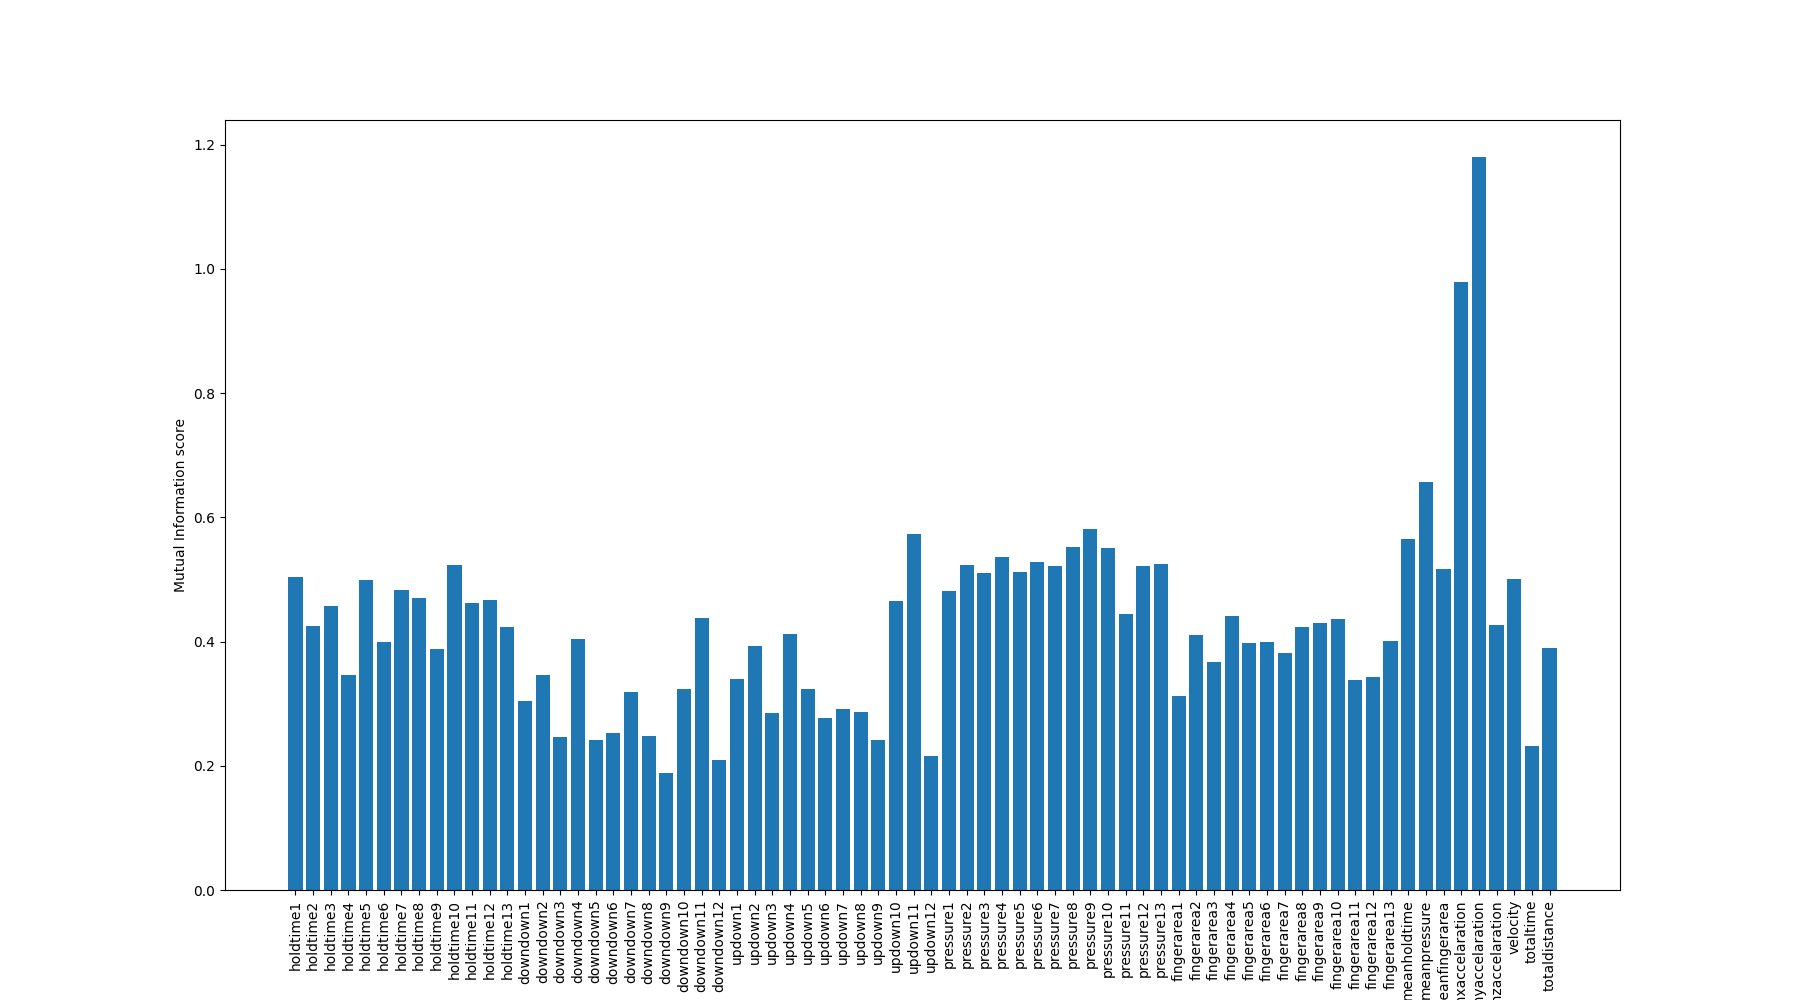 1.2
1.0
0.8
0.6
0.4
0.2
0.0
Mutual Information score
holdtime1
holdtime2
holdtime3
holdtime4
holdtime5
holdtime6
holdtime7
holdtime8
holdtime9
holdtime10
holdtime11
holdtime12
holdtime13
downdown1
downdown2
downdown3
downdown4
downdown5
downdown6
downdown7
downdown8
downdown9
downdown10
downdown11
downdown12
updown1
updown2
updown3
updown4
updown5
updown6
updown7
updown8
updown9
updown10
updown11
updown12
pressure1
pressure2
pressure3
pressure4
pressure5
pressure6
pressure7
pressure8
pressure9
pressure10
pressure11
pressure12
pressure13
fingerarea1
fingerarea2
fingerarea3
fingerarea4
fingerarea5
fingerarea6
fingerarea7
fingerarea8
fingerarea9
fingerarea10
fingerarea11
fingerarea12
fingerarea13
meanholdtime
meanpressure
eanfingerarea
nxaccelaration
nyaccelaration
nzaccelaration
velocity
totaltime
totaldistance